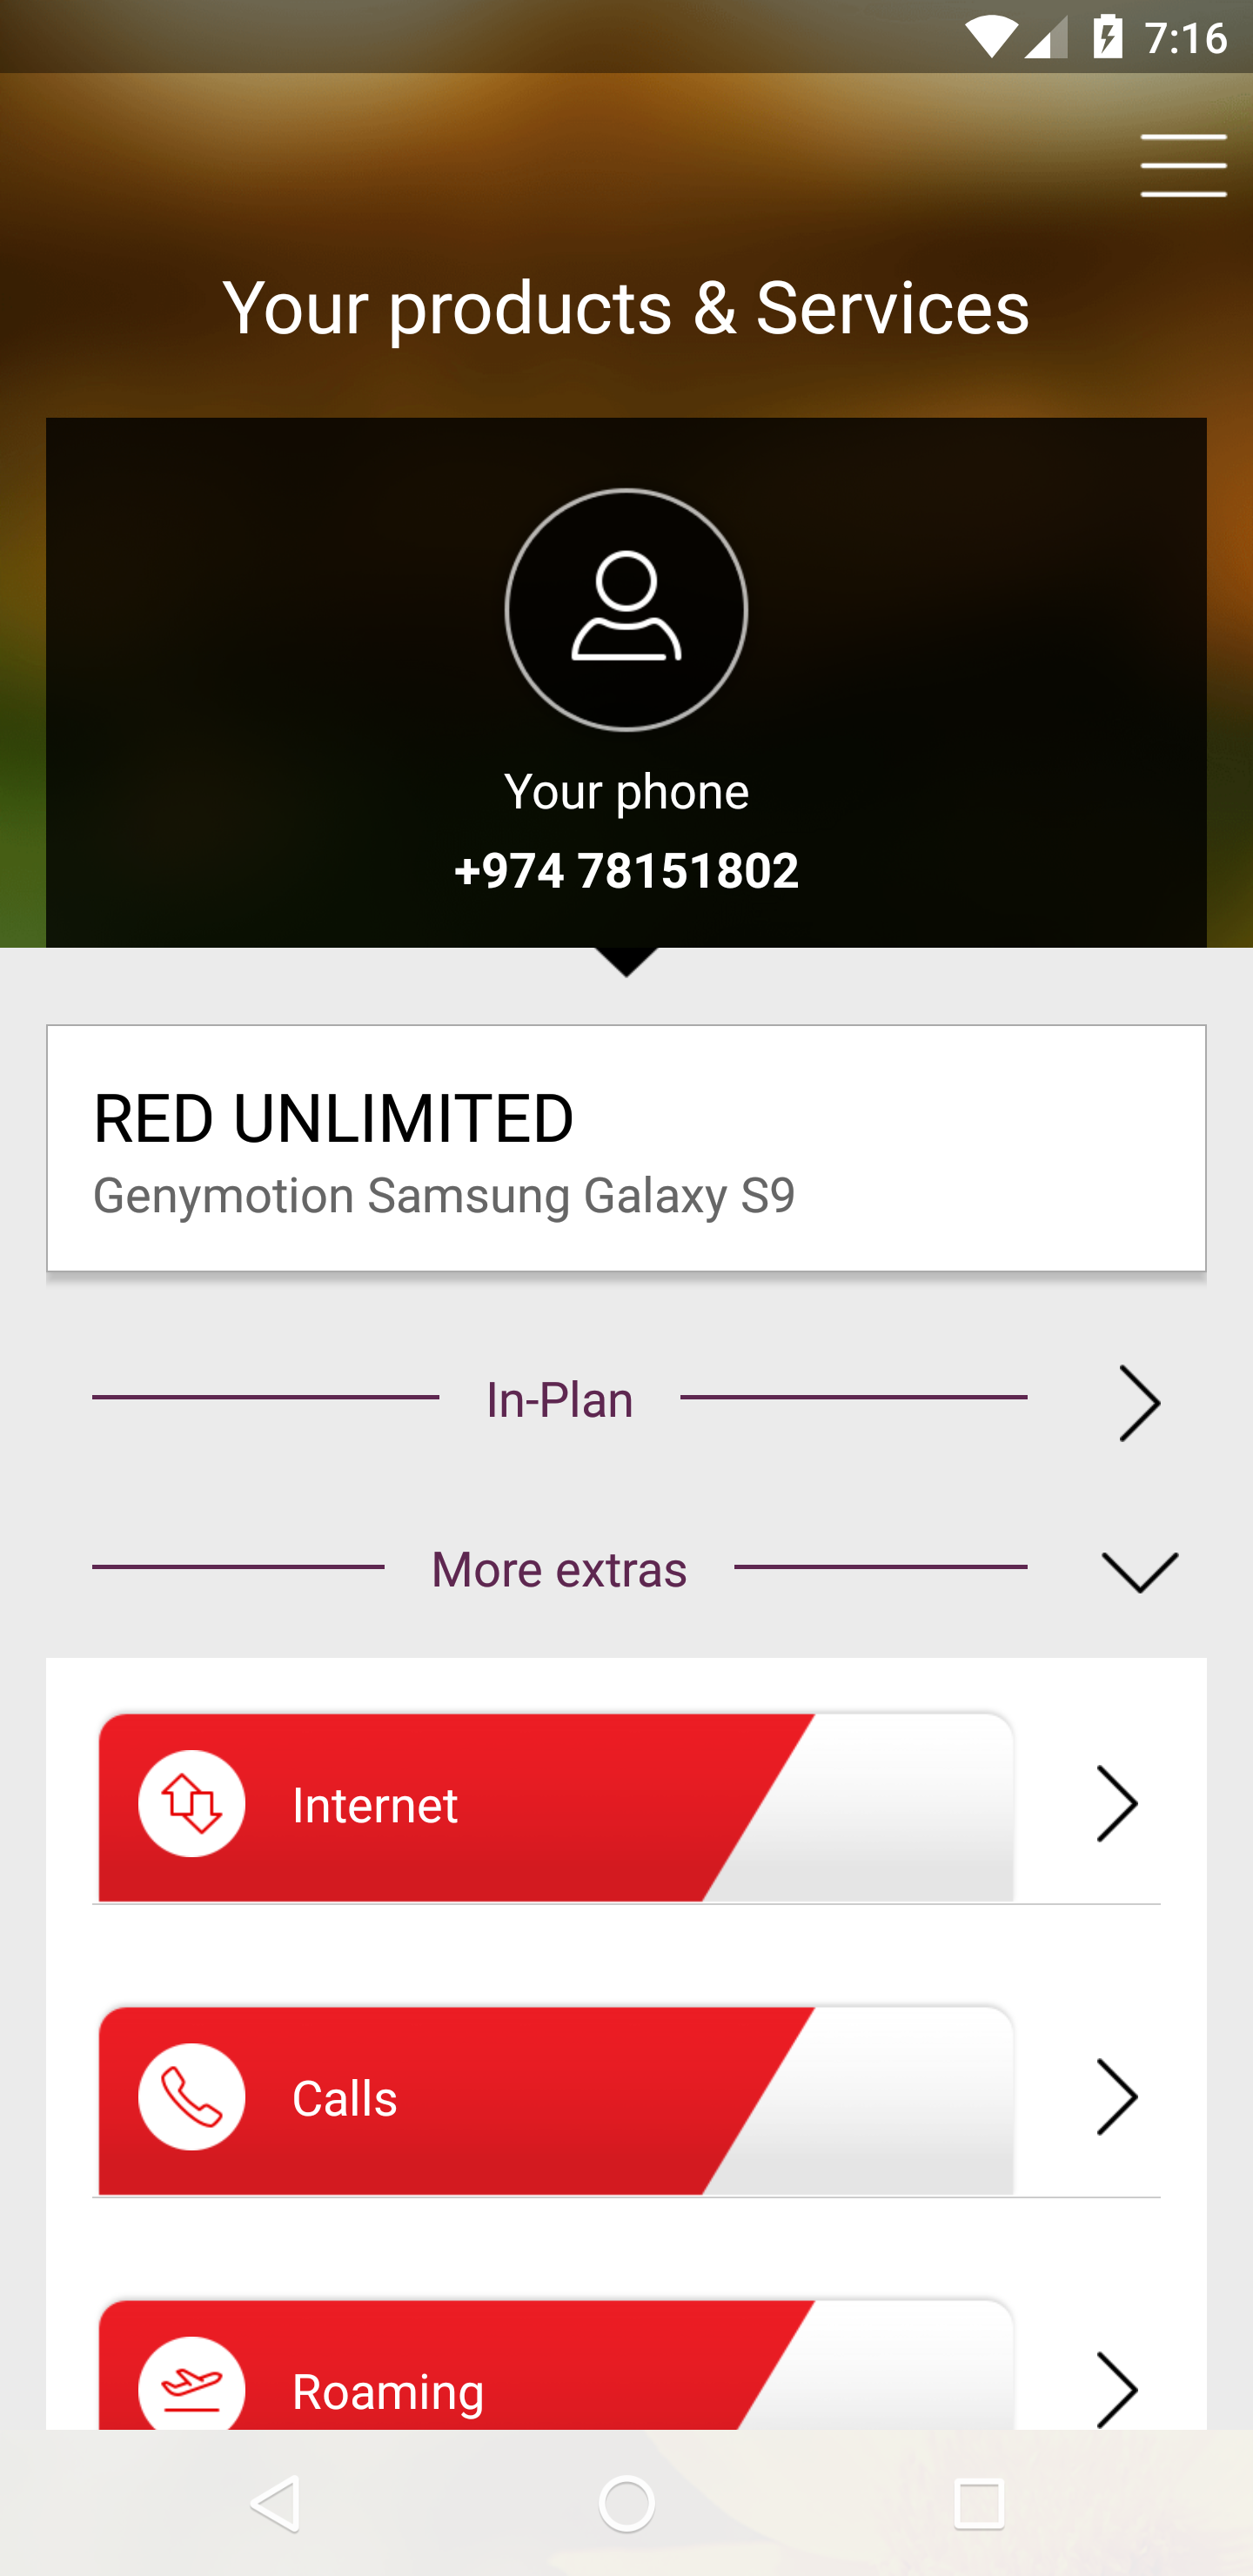 7:16
Your products & Services
Your phone
+974 78151802
RED UNLIMITED
Genymotion Samsung Galaxy S9
In-Plan
More extras
Internet
Calls
Roaming